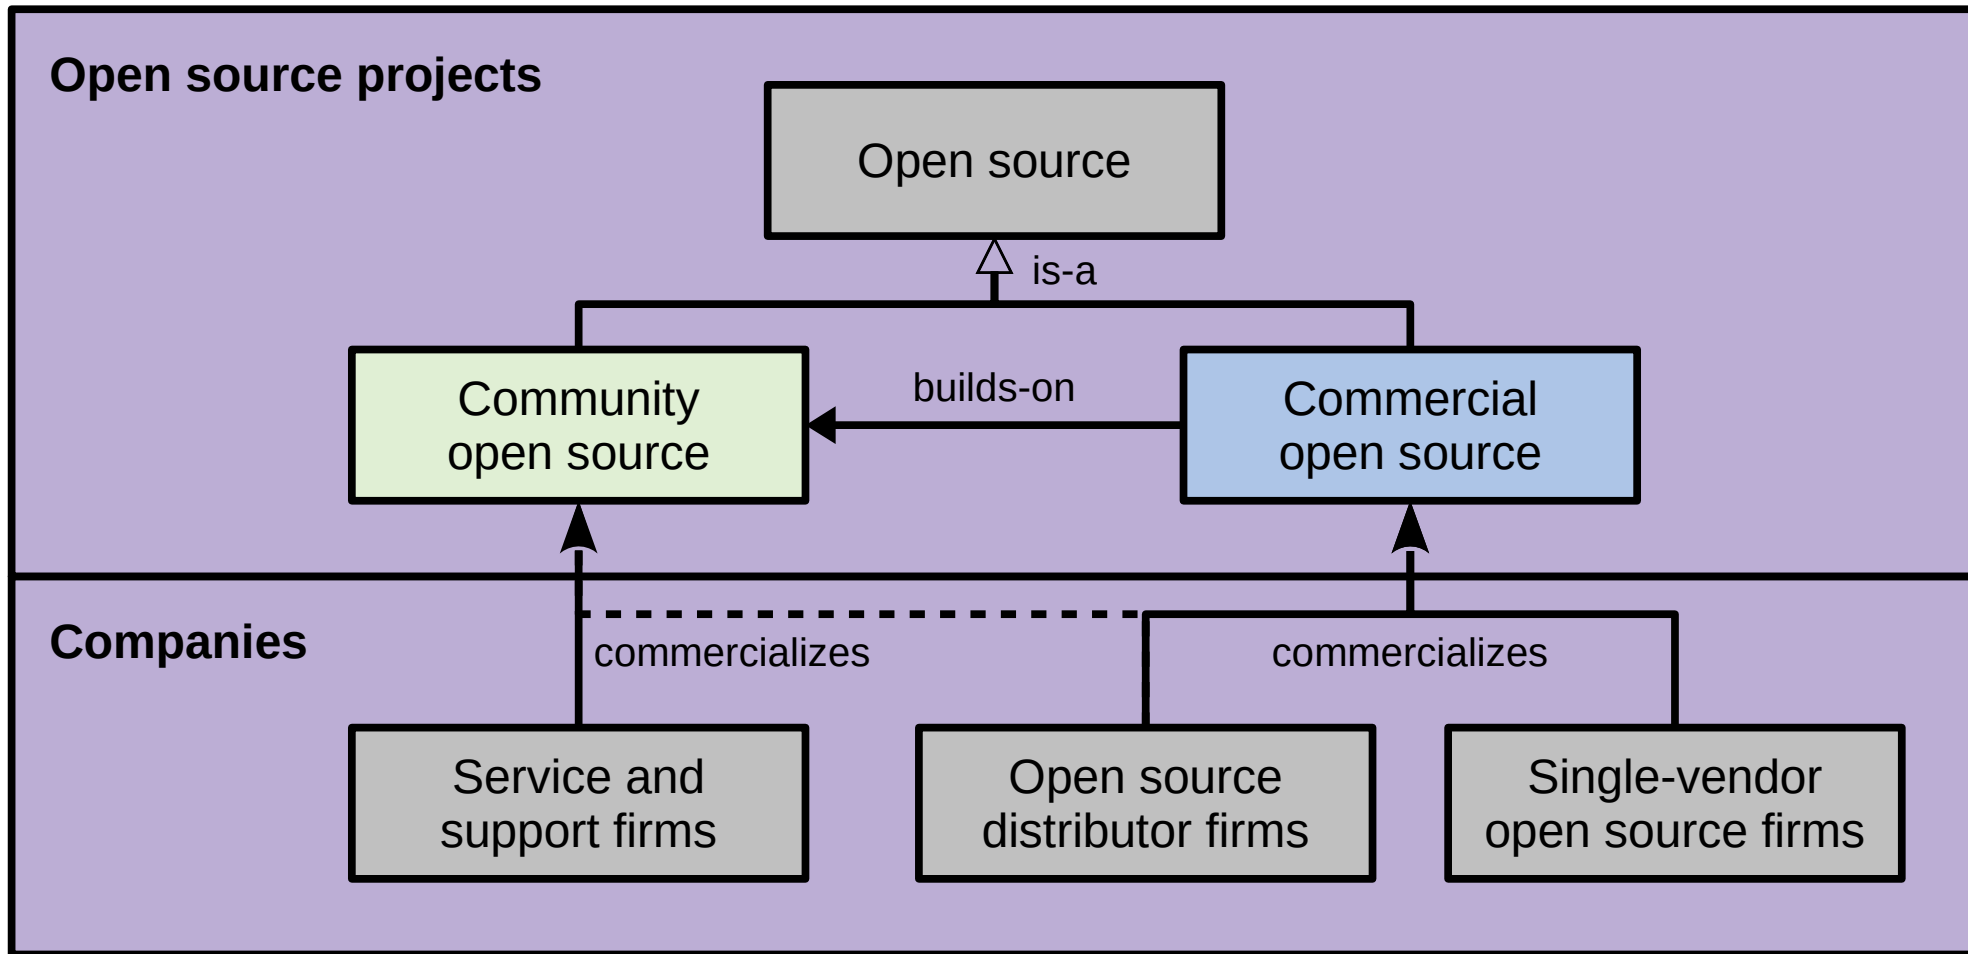 Open source projects
Open source
is-a
Community
open source
builds-on
Commercial
open source
Companies
commercializes
commercializes
Service and
support firms
Open source
distributor firms
Single-vendor
open source firms